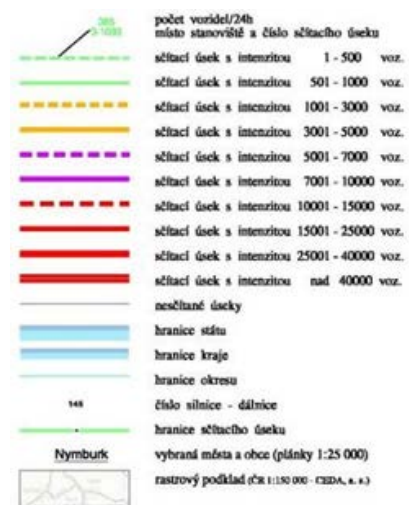 počet vozidel/24h
místo stanoviště a číslo sčítacího úseku
sčítací úsek s intenzitou 1 - 500 voz.
sčítací úsek s intenzitou 501 - 1000 voz.
sčítací úsek s intenzitou 1001 - 3000 voz.
sčítací úsek s intenzitou 3001 - 5000 voz.
sčítací úsek s intenzitou 5001 - 7000 voz.
sčítací úsek s intenzitou 7001 - 10000 voz.
sčítací úsek s intenzitou 10001 - 15000 voz.
sčítací úsek s intenzitou 15001 - 25000 voz.
sčítací úsek s intenzitou 25001 - 40000 voz.
sčítací úsek s intenzitou nad 40000 voz.
nesčítané úseky
hranice státu
hranice kraje
hranice okresu
číslo silnice - dálnice
hranice sčítacího úseku
Nymburk vybraná města a obce (plánky 1:25 000)
rastrový podklad (ČR 1:150 000 - CEDA, a. s.)